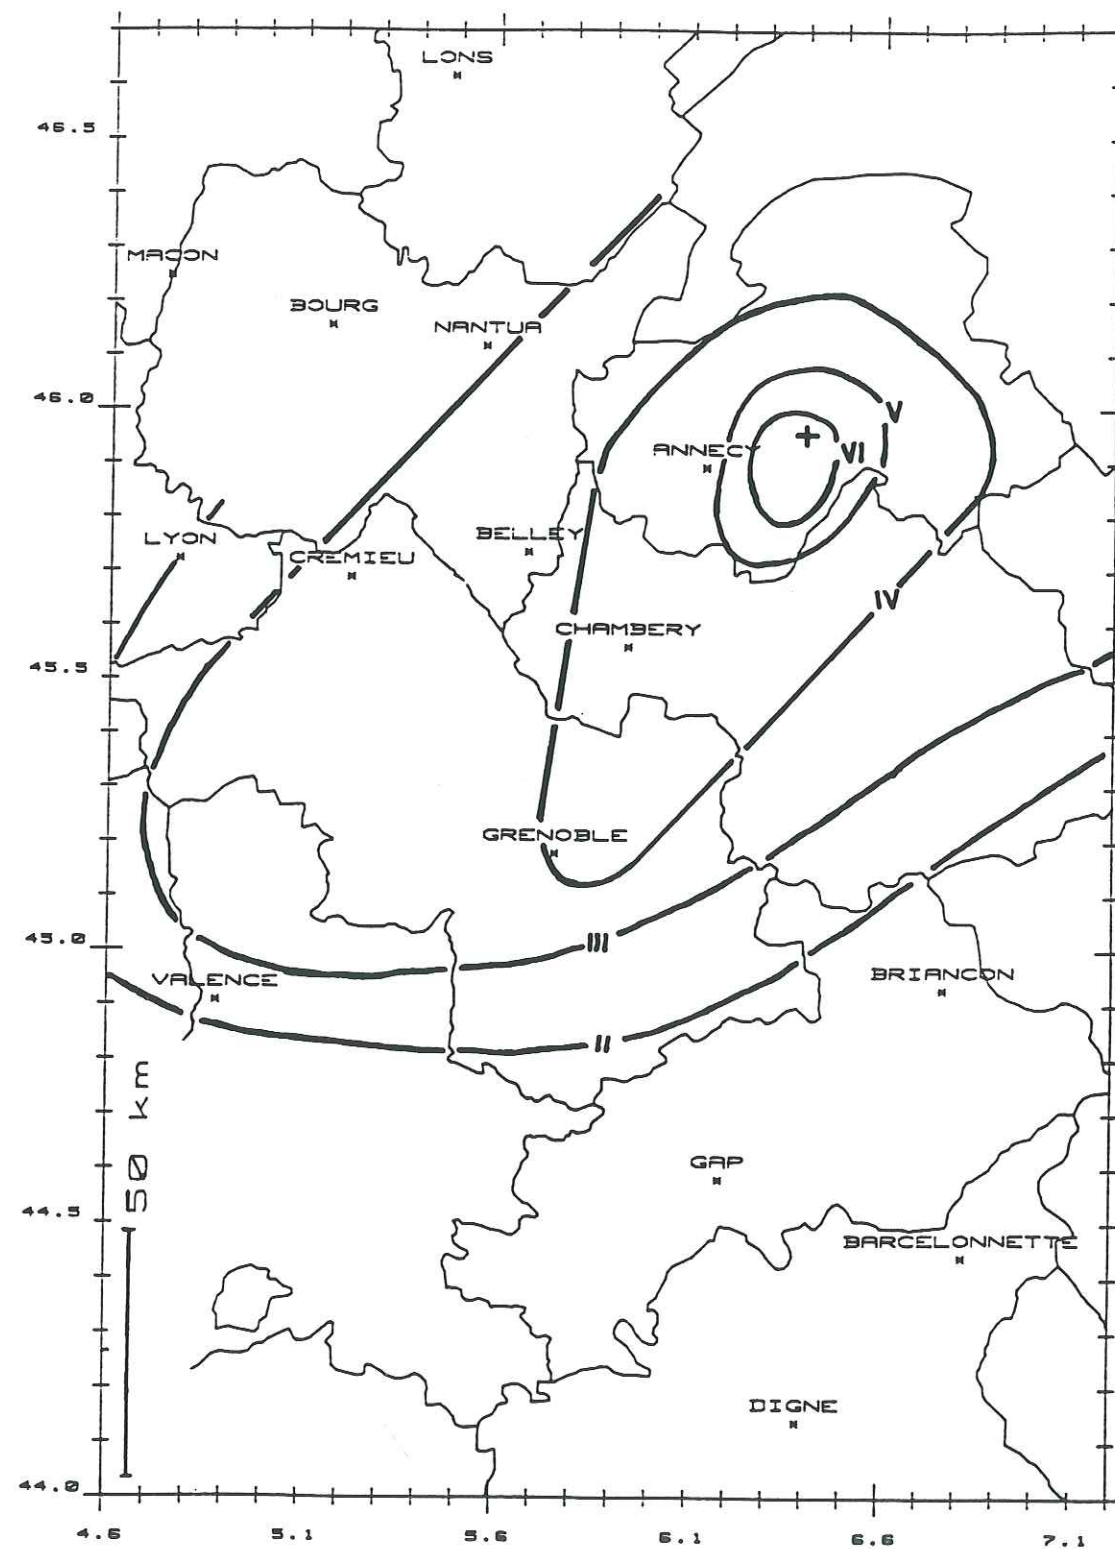 LONS
46.5
MACON
BOURG
NANTUA
46.0
V
ANNECY
VI
LYON
BELLEY
CREMIEU
IV
CHAMBERY
45.5
GRENOBLE
45.0
III
VALENCE
BRIANCON
II
50 km
GAP
44.5
BARCELONNETTE
DIGNE
44.0
4.6 5.1 5.6 6.1 6.6 7.1